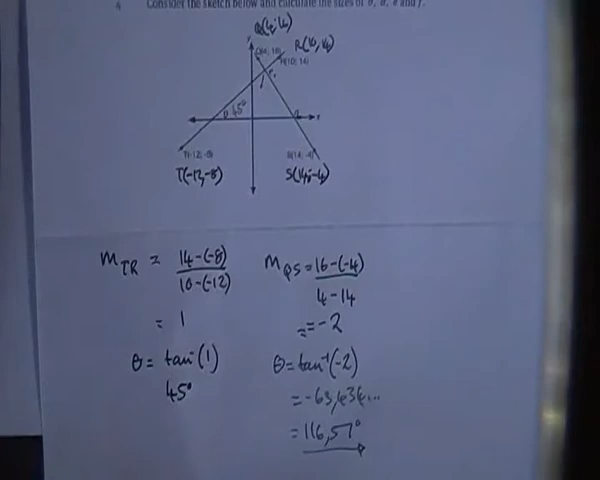 4 Consider the sketch below and calculate the sizes of θ, α, e and f.
Q(4; 16)
R(10; 14)
Q(4; 16)
R(10; 14)
θ 45°
T(-12; -8)
S(14; -4)
T(-12; -8)
S(14; -4)
m_TR = 14-(-8) / 10-(-12)
= 1
θ = tan⁻(1)
45°
m_QS = 16-(-4) / 4-14
= = -2
θ = tan⁻¹(-2)
= -63,434...
= 116,57°